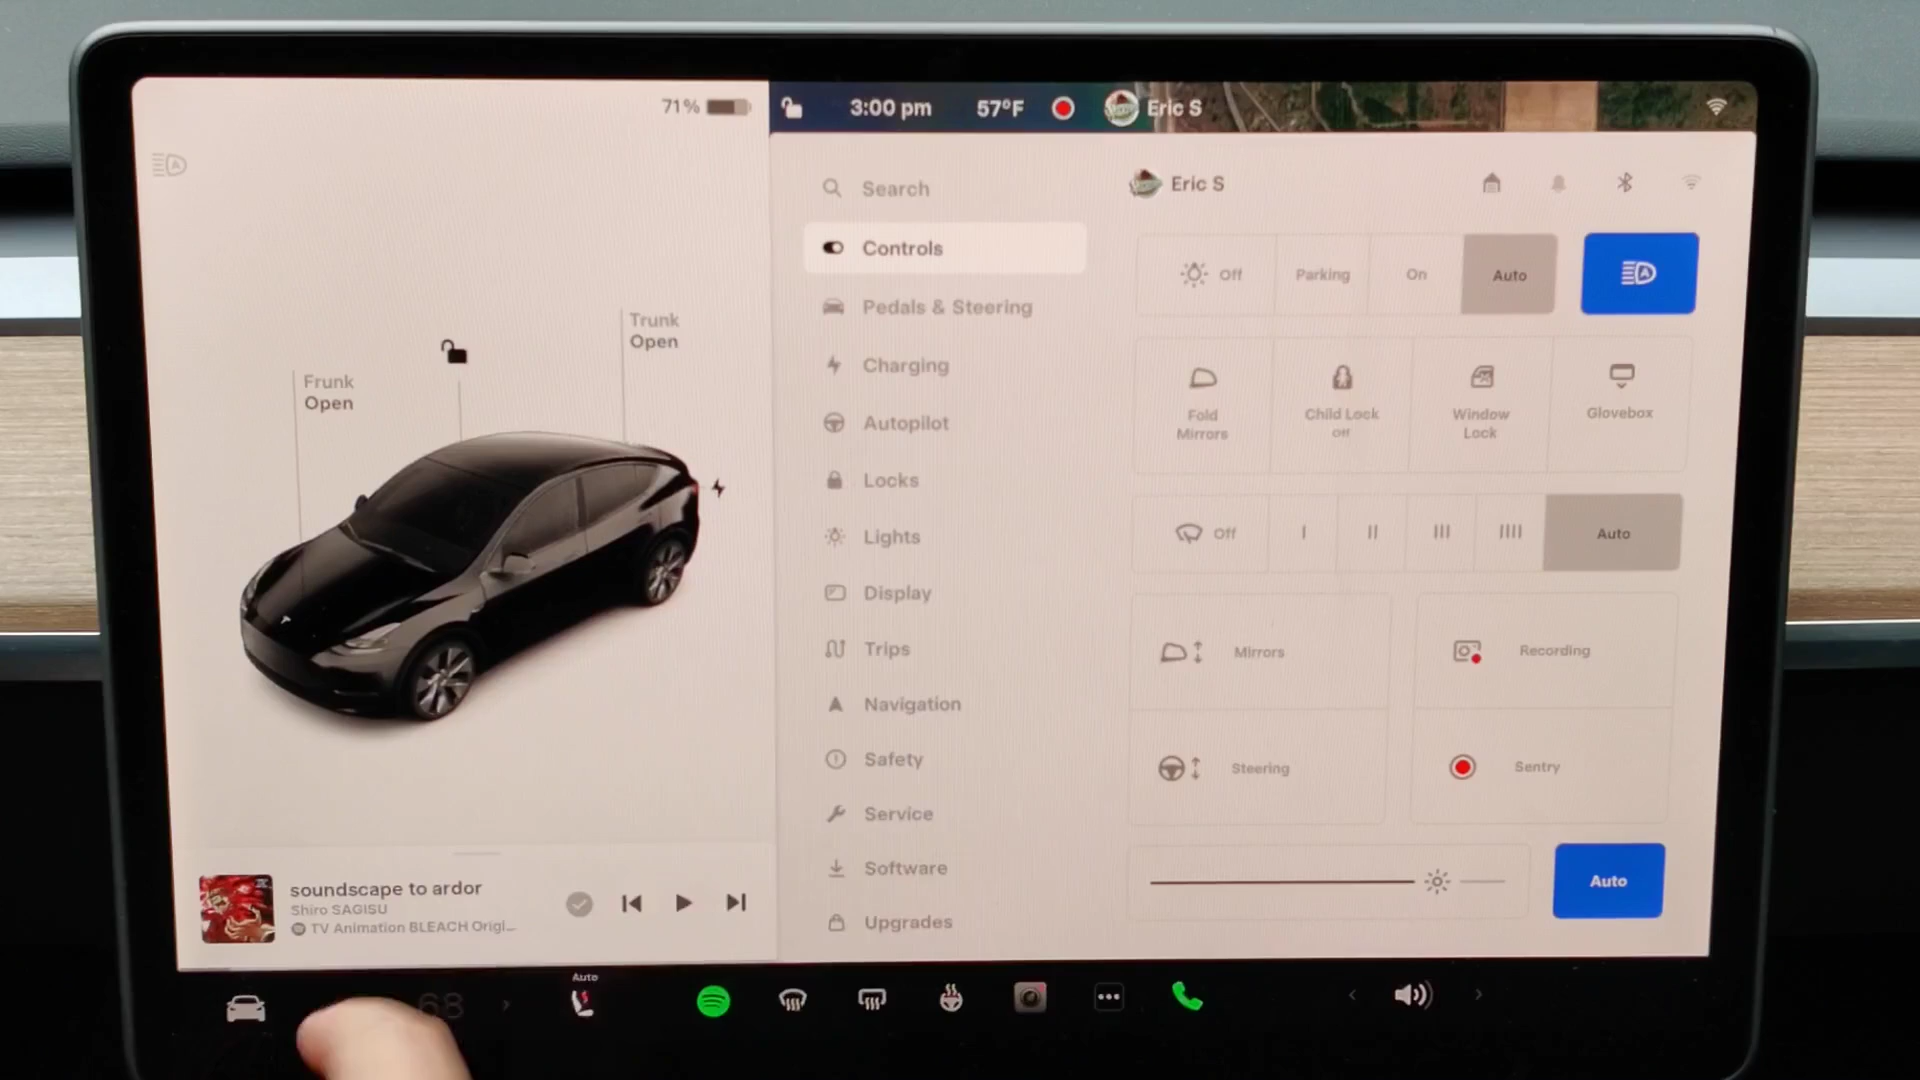 71%
3:00 pm
57°F
Eric S
Trunk
Open
Frunk
Open
soundscape to ardor
Shiro SAGISU
TV Animation BLEACH Origi...
Search
Controls
Pedals & Steering
Charging
Autopilot
Locks
Lights
Display
Trips
Navigation
Safety
Service
Software
Upgrades
Eric S
Off
Parking
On
Auto
A
Fold
Mirrors
Child Lock
Off
Window
Lock
Glovebox
Off
I
II
III
IIII
Auto
Mirrors
Recording
Steering
Sentry
Auto
68
Auto